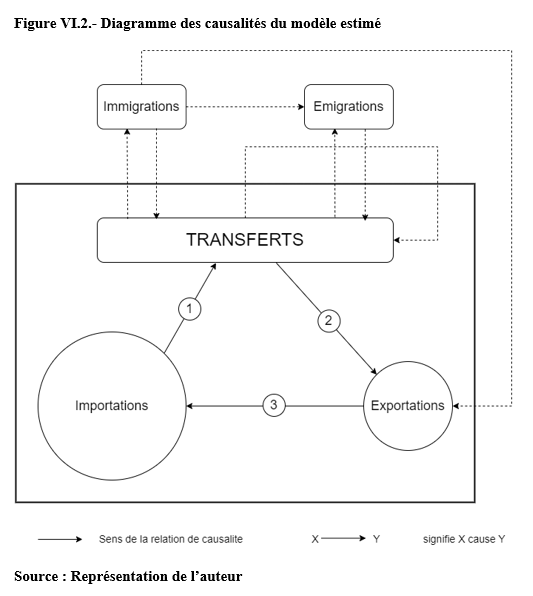 Figure VI.2.- Diagramme des causalités du modèle estimé
Immigrations
Emigrations
TRANSFERTS
1
2
Importations
3
Exportations
Sens de la relation de causalite
X
Y
signifie X cause Y
Source : Représentation de l’auteur